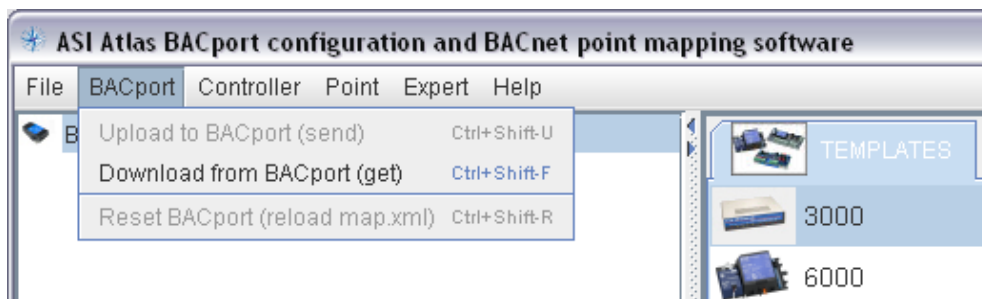 ASI Atlas BACport configuration and BACnet point mapping software
File BACport Controller Point Expert Help
B
Upload to BACport (send) Ctrl+Shift-U
Download from BACport (get) Ctrl+Shift-F
Reset BACport (reload map.xml) Ctrl+Shift-R
TEMPLATES
3000
6000